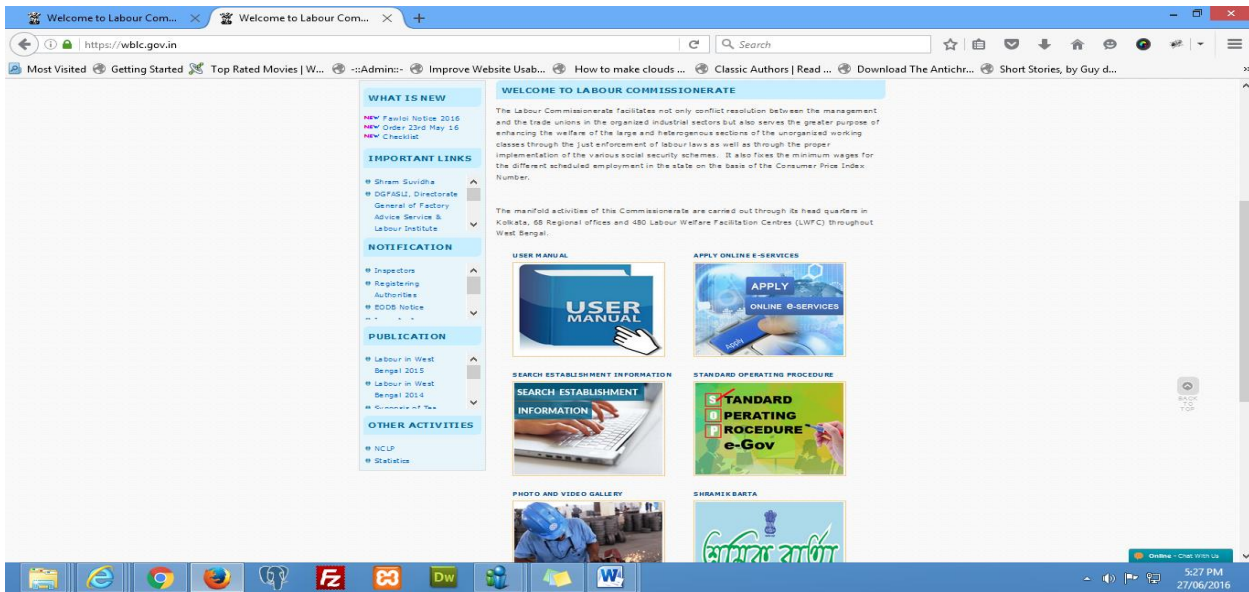 Welcome to Labour Com...
Welcome to Labour Com...
https://wblc.gov.in
Search
Most Visited
Getting Started
Top Rated Movies | W...
-::Admin::-
Improve Website Usab...
How to make clouds ...
Classic Authors | Read ...
Download The Antichr...
Short Stories, by Guy d...
WHAT IS NEW
NEW Fawloi Notice 2016
NEW Order 23rd May 16
NEW Checklist
IMPORTANT LINKS
Shram Suvidha
DGFASLI, Directorate
General of Factory
Advice Service &
Labour Institute
NOTIFICATION
Inspectors
Registering
Authorities
EODB Notice
PUBLICATION
Labour in West
Bengal 2015
Labour in West
Bengal 2014
Synopsis of Tea
OTHER ACTIVITIES
NCLP
Statistics
WELCOME TO LABOUR COMMISSIONERATE
The Labour Commissionerate facilitates not only conflict resolution between the management
and the trade unions in the organized industrial sectors but also serves the greater purpose of
enhancing the welfare of the large and heterogenous sections of the unorganized working
classes through the just enforcement of labour laws as well as through the proper
implementation of the various social security schemes. It also fixes the minimum wages for
the different scheduled employment in the state on the basis of the Consumer Price Index
Number.
The manifold activities of this Commissionerate are carried out through its head quarters in
Kolkata, 68 Regional offices and 480 Labour Welfare Facilitation Centres (LWFC) throughout
West Bengal.
USER MANUAL
USER
MANUAL
APPLY ONLINE E-SERVICES
APPLY
ONLINE e-SERVICES
Apply
SEARCH ESTABLISHMENT INFORMATION
SEARCH ESTABLISHMENT
INFORMATION
STANDARD OPERATING PROCEDURE
STANDARD
OPERATING
PROCEDURE
e-Gov
PHOTO AND VIDEO GALLERY
SHRAMIK BARTA
শ্রমিক বার্তা
BACK
TO
TOP
Online - Chat With Us
Dw
5:27 PM
27/06/2016